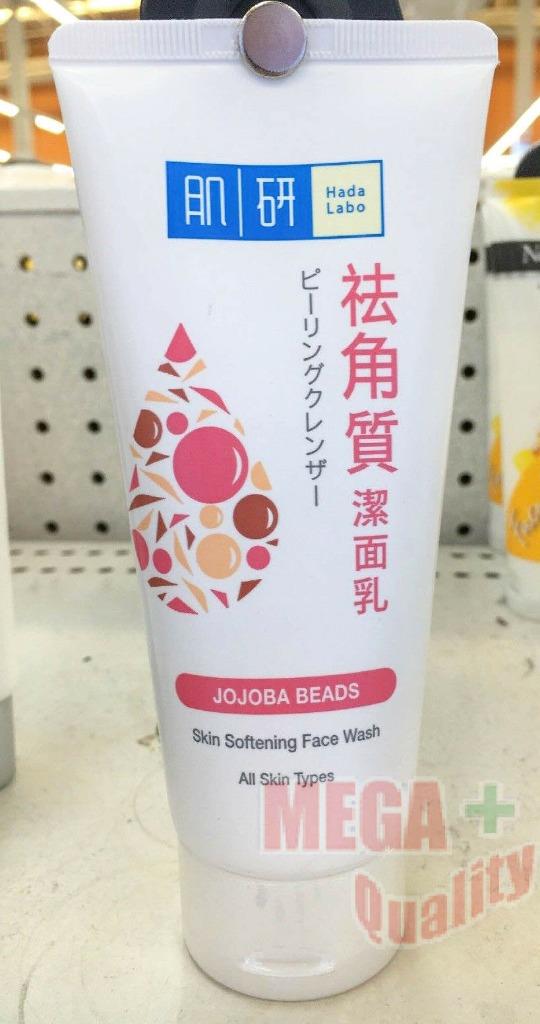 肌研
Hada
Labo
祛角質 潔面乳
ピーリングクレンザー
JOJOBA BEADS
Skin Softening Face Wash
All Skin Types
MEGA +
Quality